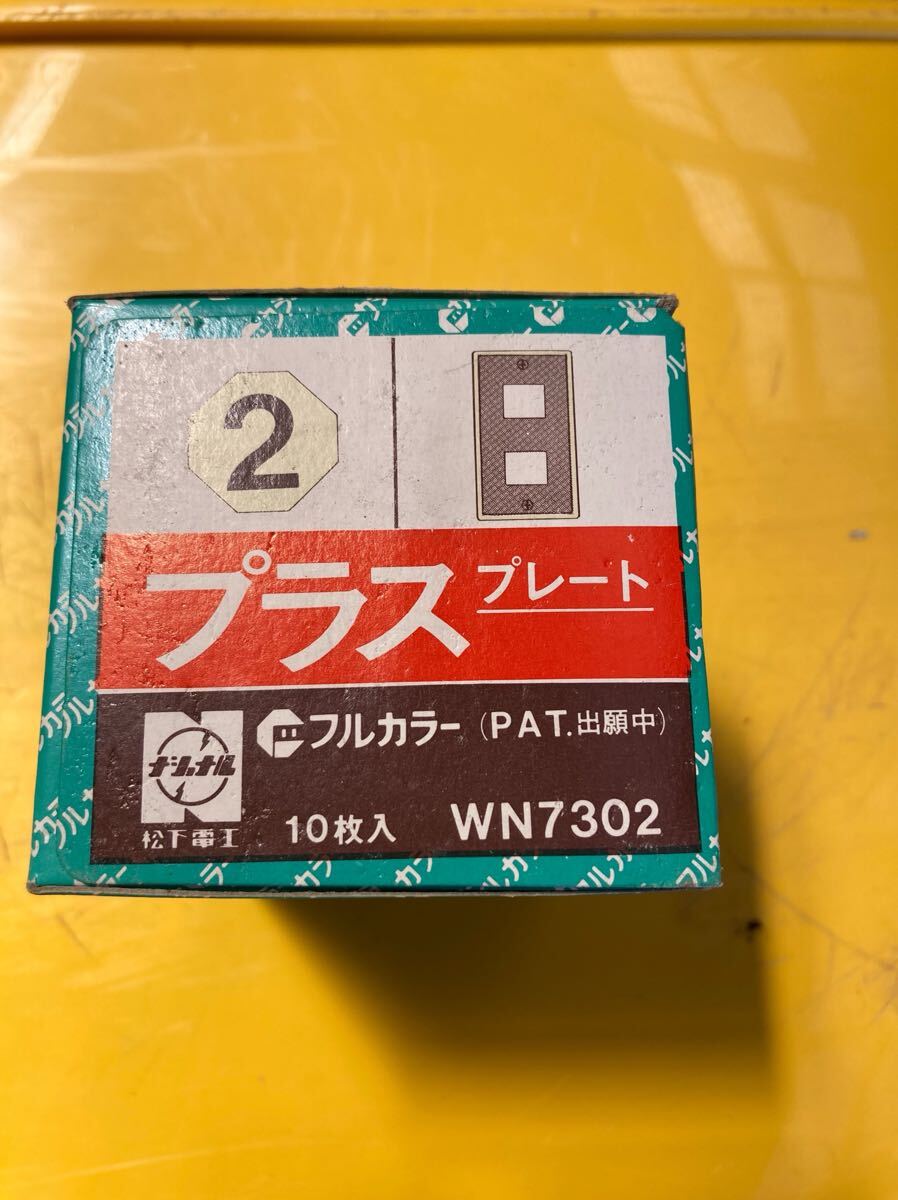 2
プラス プレート
フルカラー (PAT.出願中)
ナショナル
松下電工
10枚入 WN7302